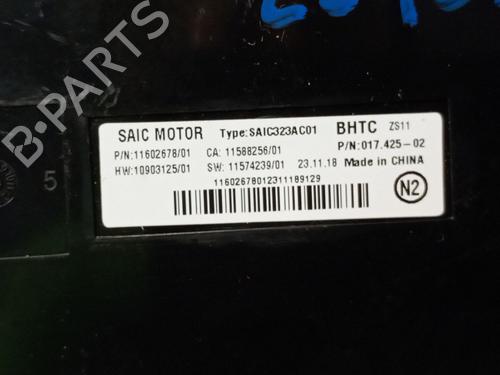 B-PARTS
SAIC MOTOR Type:SAIC323AC01 BHTC ZS11
P/N:11602678/01 CA: 11588256/01 P/N:017.425-02
HW:10903125/01 SW: 11574239/01 23.11.18 Made in CHINA
11602678012311189129
N2
5
B-PARTS